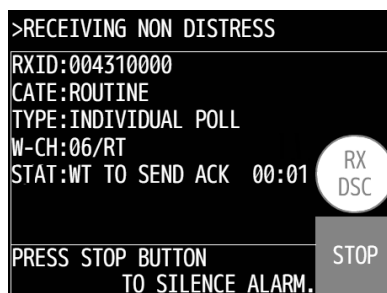 >RECEIVING NON DISTRESS
RXID:004310000
CATE:ROUTINE
TYPE:INDIVIDUAL POLL
W-CH:06/RT
STAT:WT TO SEND ACK 00:01
RX
DSC
PRESS STOP BUTTON
TO SILENCE ALARM.
STOP